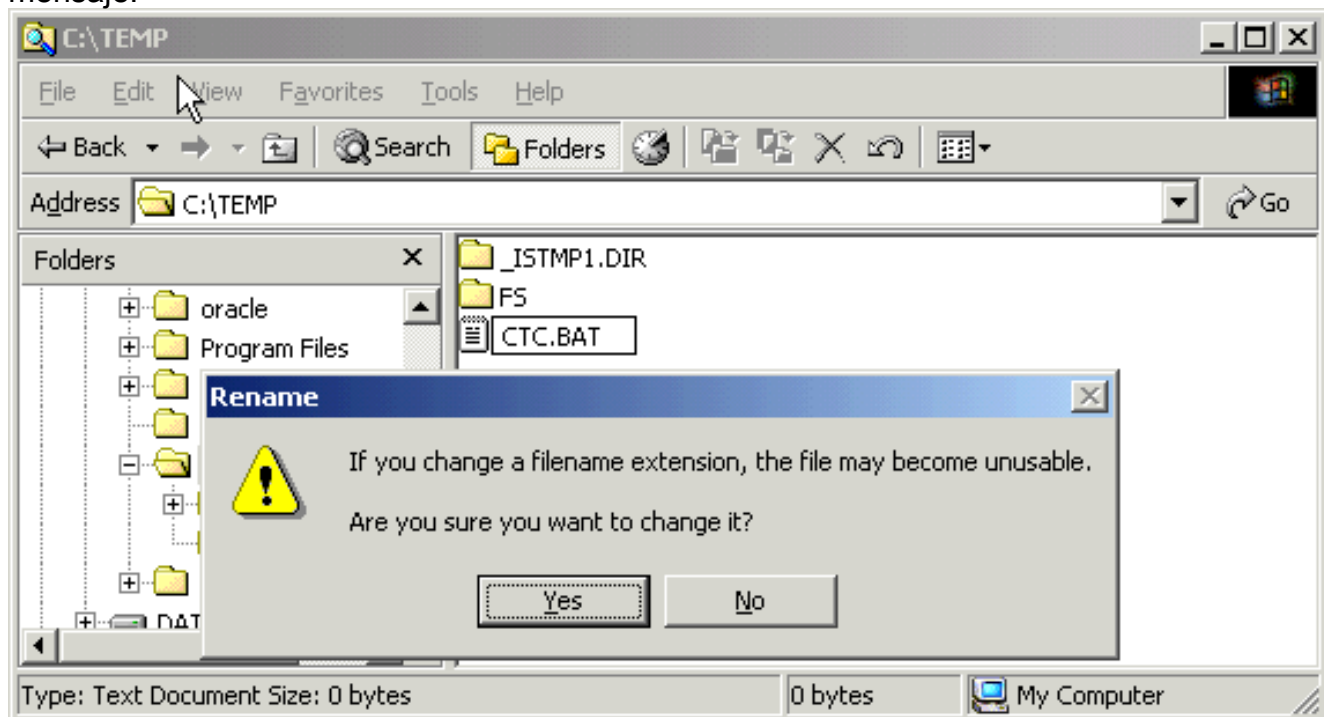 mensaje.
C:\TEMP
File Edit View Favorites Tools Help
Back Search Folders Go
Address C:\TEMP
Folders
oracle
Program Files
_ISTMP1.DIR
FS
CTC.BAT
Rename
If you change a filename extension, the file may become unusable.
Are you sure you want to change it?
Yes No
Type: Text Document Size: 0 bytes 0 bytes My Computer